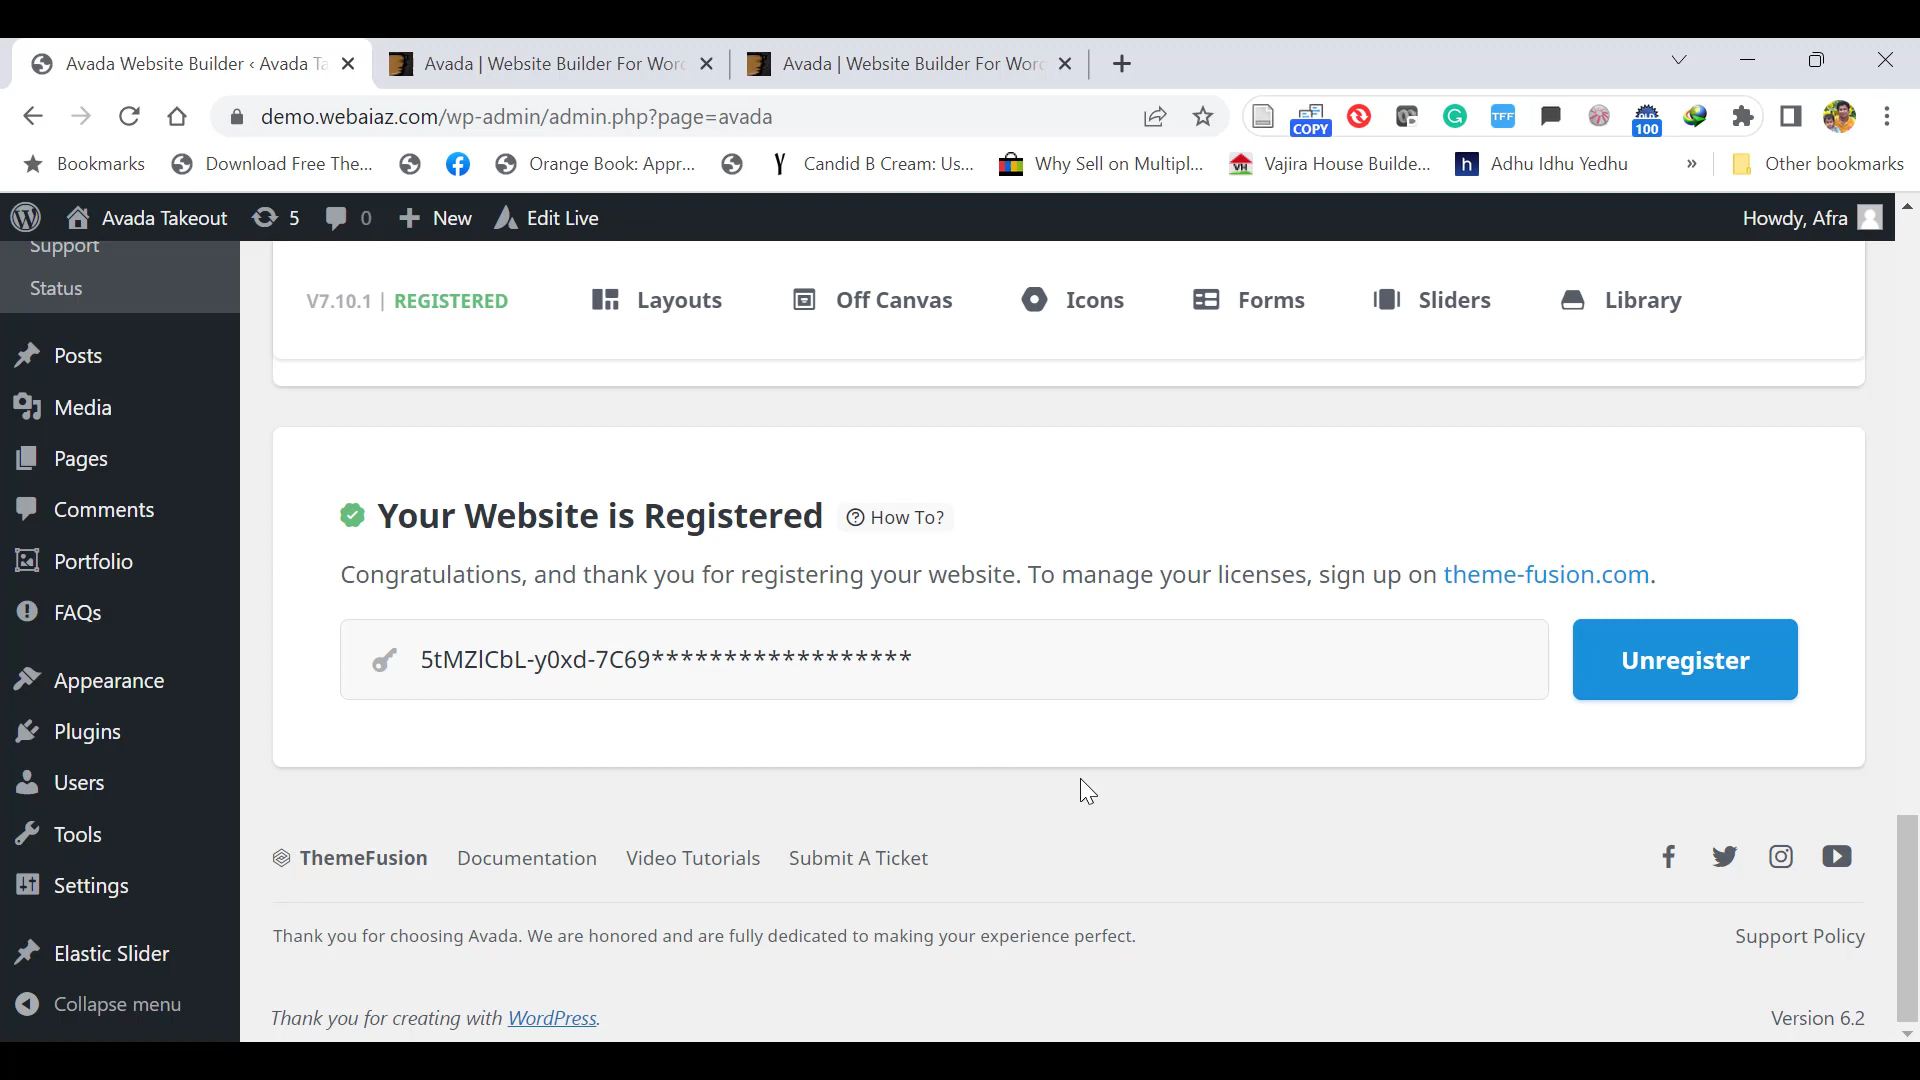 Avada Website Builder ‹ Avada Ta
Avada | Website Builder For Worc
Avada | Website Builder For Worc
demo.webaiaz.com/wp-admin/admin.php?page=avada
COPY
TFF
100
Bookmarks
Download Free The...
Orange Book: Appr...
Candid B Cream: Us...
Why Sell on Multipl...
VH
Vajira House Builde...
h
Adhu Idhu Yedhu
»
Other bookmarks
Avada Takeout
5
0
New
Edit Live
Howdy, Afra
Support
Status
Posts
Media
Pages
Comments
Portfolio
FAQs
Appearance
Plugins
Users
Tools
Settings
Elastic Slider
Collapse menu
V7.10.1 | REGISTERED
Layouts
Off Canvas
Icons
Forms
Sliders
Library
Your Website is Registered
How To?
Congratulations, and thank you for registering your website. To manage your licenses, sign up on theme-fusion.com.
5tMZlCbL-y0xd-7C69******************
Unregister
ThemeFusion
Documentation
Video Tutorials
Submit A Ticket
Thank you for choosing Avada. We are honored and are fully dedicated to making your experience perfect.
Support Policy
Thank you for creating with WordPress.
Version 6.2